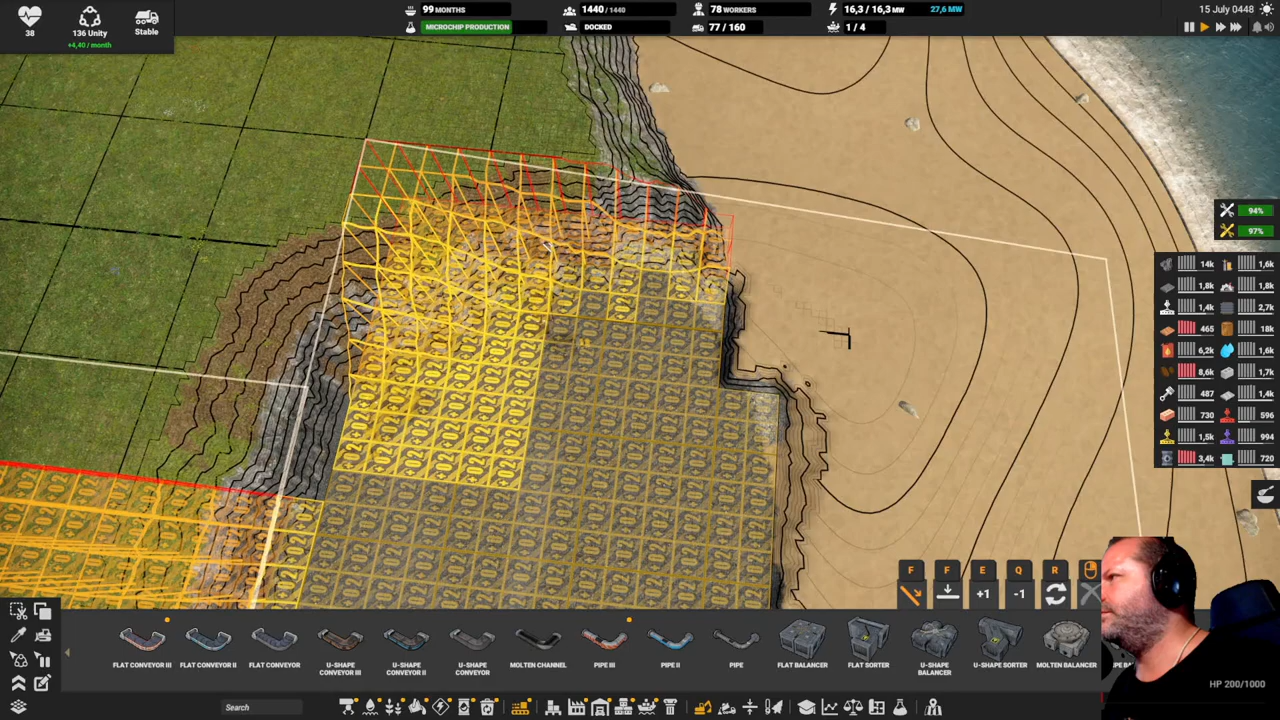 99 MONTHS
1440 / 1440
78 WORKERS
16,3 / 16,3 MW
27,6 MW
15 July 0448
38
136 Unity
+4,40 / month
Stable
MICROCHIP PRODUCTION
DOCKED
77 / 160
1 / 4
94%
97%
14k
1,6k
1,8k
1,8k
1,4k
2,7k
465
18k
6,2k
1,6k
8,6k
1,7k
487
1,4k
730
596
1,5k
994
3,4k
720
F
F
E
Q
R
+1
-1
FLAT CONVEYOR III
FLAT CONVEYOR II
FLAT CONVEYOR
U-SHAPE CONVEYOR III
U-SHAPE CONVEYOR II
U-SHAPE CONVEYOR
MOLTEN CHANNEL
PIPE III
PIPE II
PIPE
FLAT BALANCER
FLAT SORTER
U-SHAPE BALANCER
U-SHAPE SORTER
MOLTEN BALANCER
HP 200/1000
Search